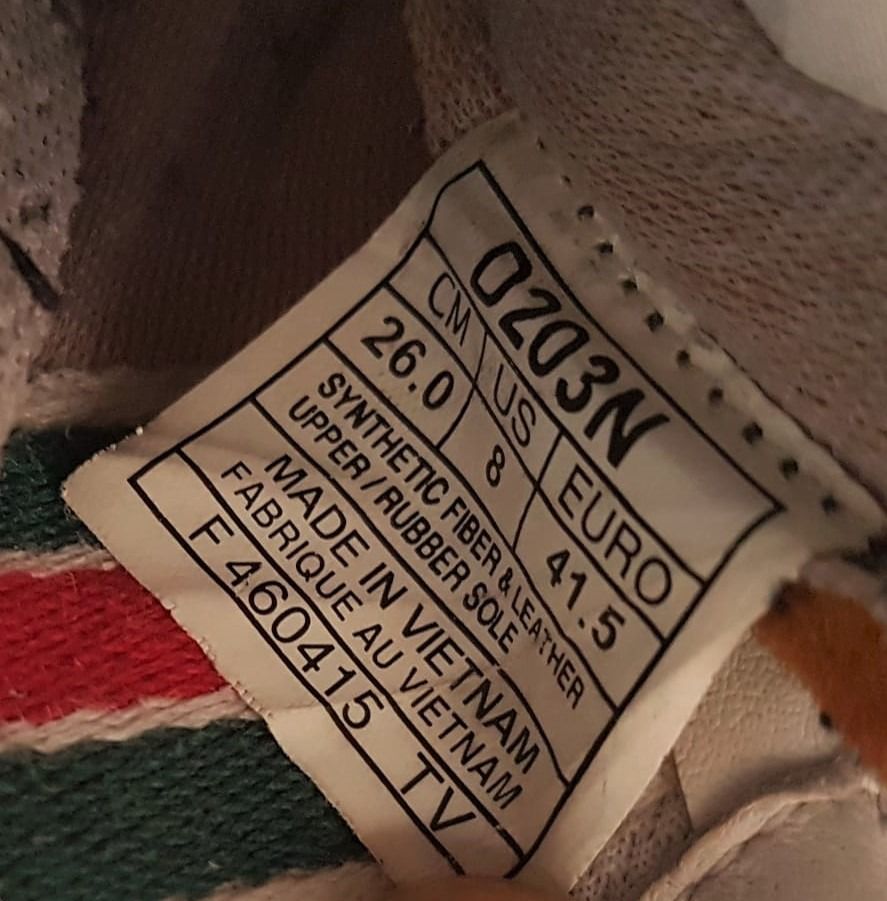 0203N
CM US EURO
26.0 8 41.5
SYNTHETIC FIBER & LEATHER
UPPER / RUBBER SOLE
MADE IN VIETNAM
FABRIQUE AU VIETNAM
F 460415 TV